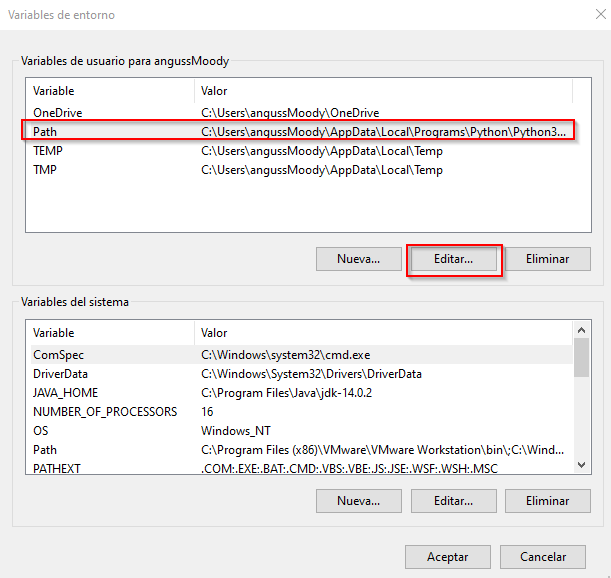 Variables de entorno
Variables de usuario para angussMoody
Variable Valor
OneDrive C:\Users\angussMoody\OneDrive
Path C:\Users\angussMoody\AppData\Local\Programs\Python\Python3...
TEMP C:\Users\angussMoody\AppData\Local\Temp
TMP C:\Users\angussMoody\AppData\Local\Temp
Nueva... Editar... Eliminar
Variables del sistema
Variable Valor
ComSpec C:\Windows\system32\cmd.exe
DriverData C:\Windows\System32\Drivers\DriverData
JAVA_HOME C:\Program Files\Java\jdk-14.0.2
NUMBER_OF_PROCESSORS 16
OS Windows_NT
Path C:\Program Files (x86)\VMware\VMware Workstation\bin\;C:\Wind...
PATHEXT .COM;.EXE;.BAT;.CMD;.VBS;.VBE;.JS;.JSE;.WSF;.WSH;.MSC
Nueva... Editar... Eliminar
Aceptar Cancelar